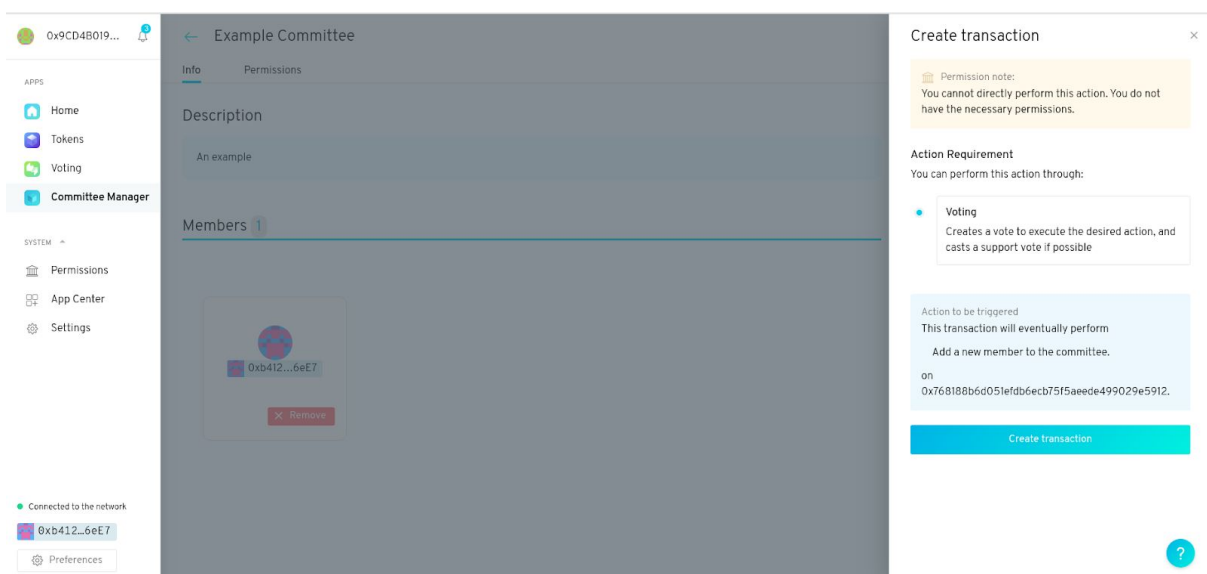 0x9CD4B019...
3
APPS
Home
Tokens
Voting
Committee Manager
SYSTEM
Permissions
App Center
Settings
Connected to the network
0xb412…6eE7
Preferences
← Example Committee
Info Permissions
Description
An example
Members 1
0xb412...6eE7
× Remove
Create transaction ×
Permission note:
You cannot directly perform this action. You do not
have the necessary permissions.
Action Requirement
You can perform this action through:
Voting
Creates a vote to execute the desired action, and
casts a support vote if possible
Action to be triggered
This transaction will eventually perform
Add a new member to the committee.
on
0x768188b6d051efdb6ecb75f5aeede499029e5912.
Create transaction
?